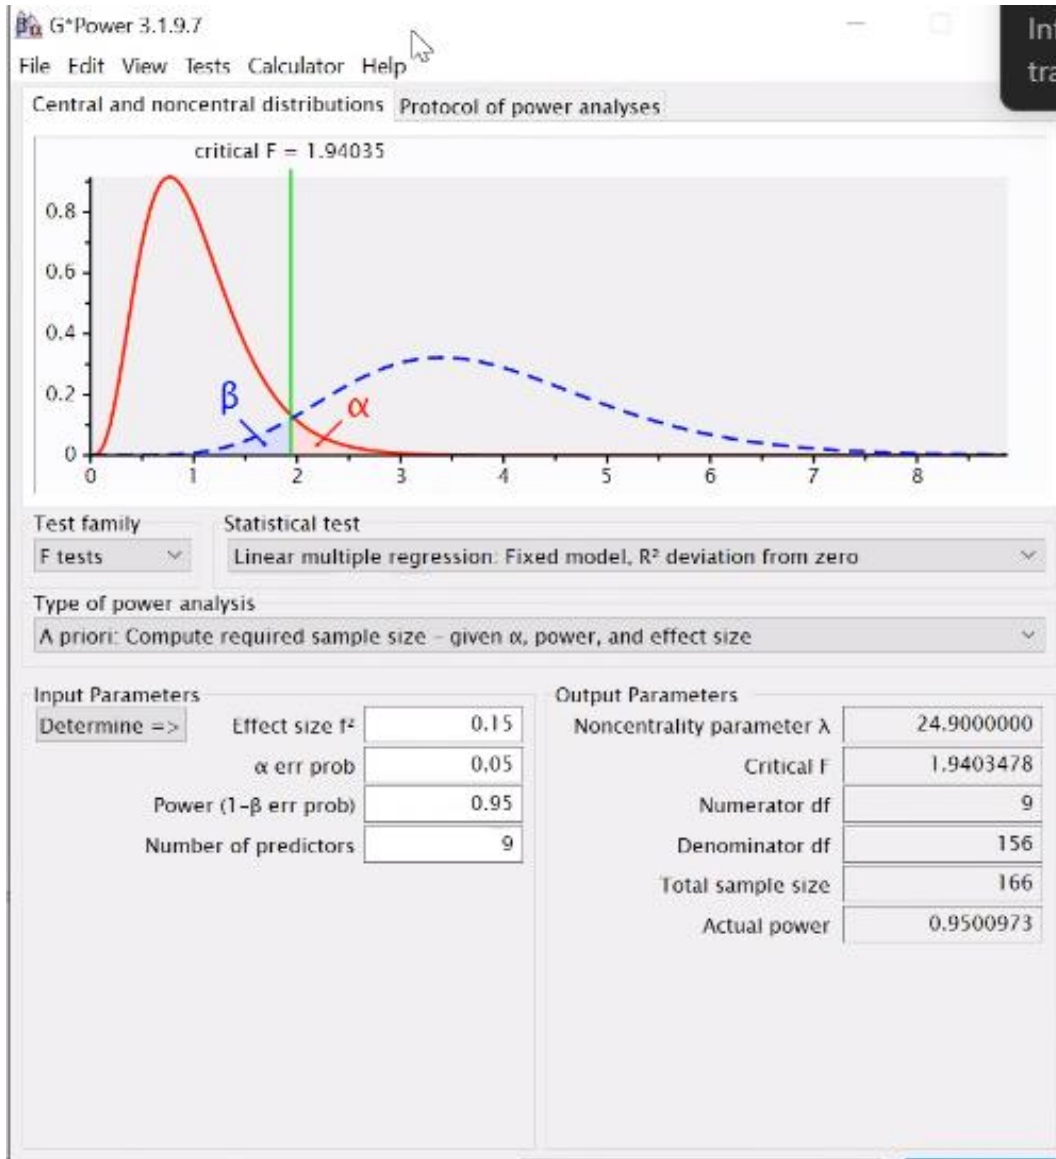 G*Power 3.1.9.7
File Edit View Tests Calculator Help
Central and noncentral distributions Protocol of power analyses
critical F = 1.94035
0.8
0.6
0.4
0.2
0
β
α
0 1 2 3 4 5 6 7 8
Test family Statistical test
F tests Linear multiple regression: Fixed model, R² deviation from zero
Type of power analysis
A priori: Compute required sample size – given α, power, and effect size
Input Parameters Output Parameters
Determine => Effect size f² 0.15 Noncentrality parameter λ 24.9000000
α err prob 0.05 Critical F 1.9403478
Power (1-β err prob) 0.95 Numerator df 9
Number of predictors 9 Denominator df 156
Total sample size 166
Actual power 0.9500973